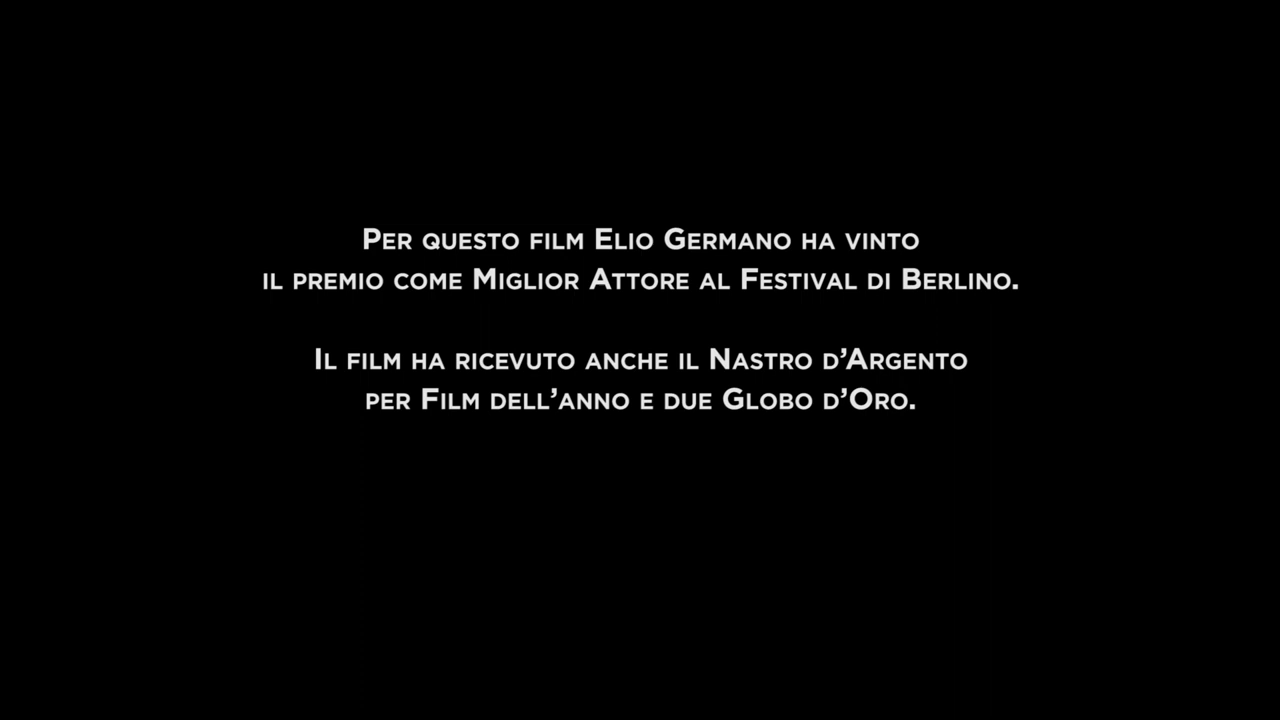 Per questo film Elio Germano ha vinto
il premio come Miglior Attore al Festival di Berlino.
Il film ha ricevuto anche il Nastro d’Argento
per Film dell’anno e due Globo d’Oro.